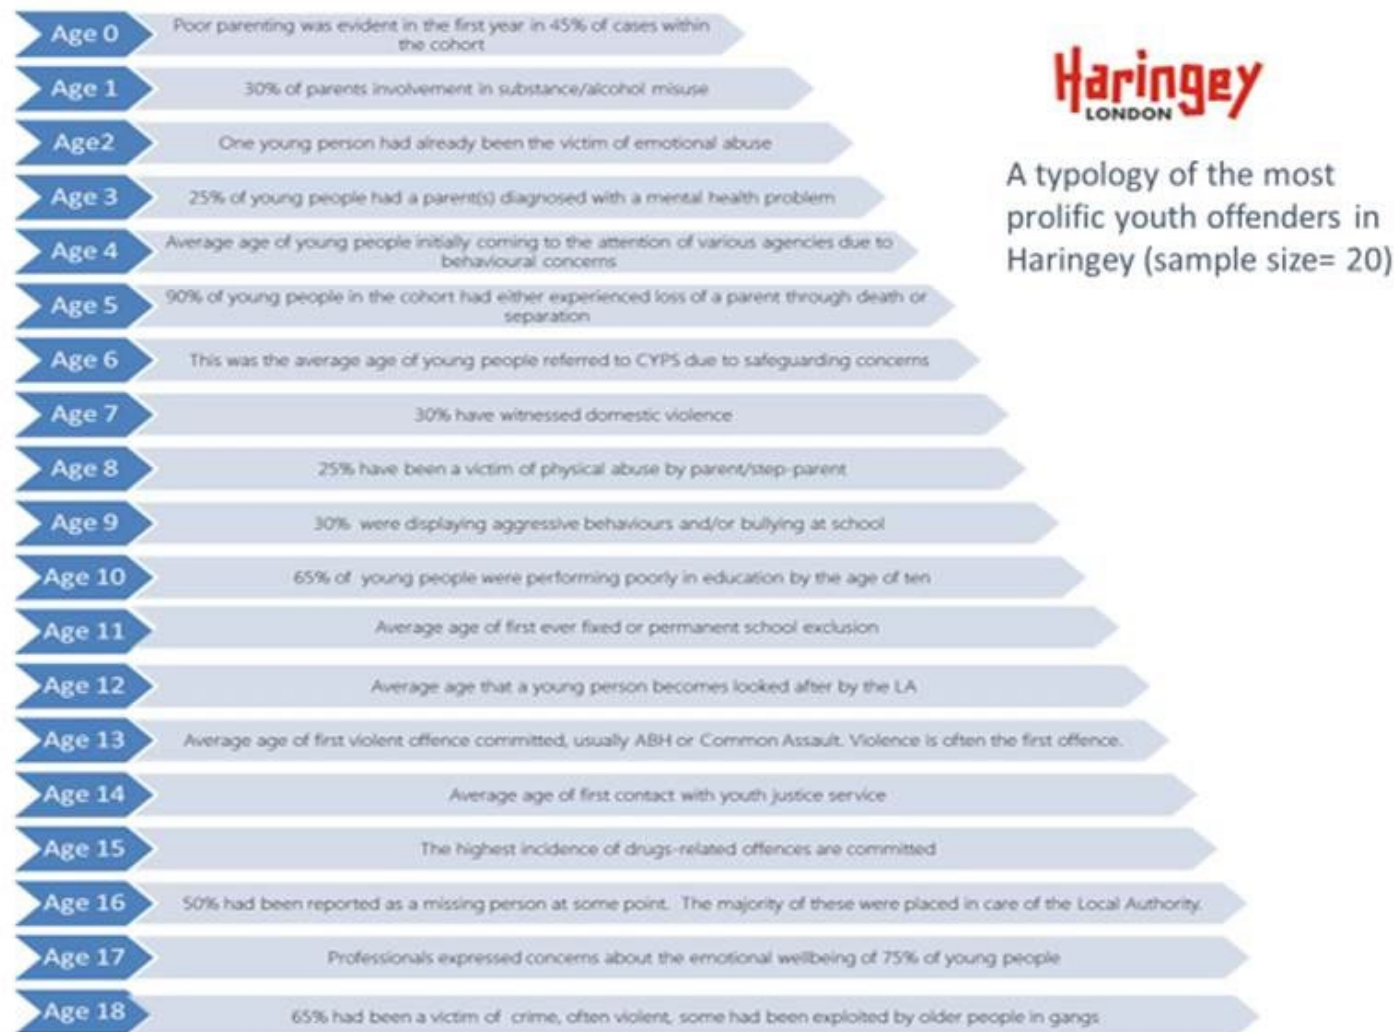 Age 0
Poor parenting was evident in the first year in 45% of cases within
the cohort
Age 1
30% of parents involvement in substance/alcohol misuse
Age2
One young person had already been the victim of emotional abuse
Age 3
25% of young people had a parent(s) diagnosed with a mental health problem
Age 4
Average age of young people initially coming to the attention of various agencies due to
behavioural concerns
Age 5
90% of young people in the cohort had either experienced loss of a parent through death or
separation
Age 6
This was the average age of young people referred to CYPS due to safeguarding concerns
Age 7
30% have witnessed domestic violence
Age 8
25% have been a victim of physical abuse by parent/step-parent
Age 9
30% were displaying aggressive behaviours and/or bullying at school
Age 10
65% of young people were performing poorly in education by the age of ten
Age 11
Average age of first ever fixed or permanent school exclusion
Age 12
Average age that a young person becomes looked after by the LA
Age 13
Average age of first violent offence committed, usually ABH or Common Assault. Violence is often the first offence.
Age 14
Average age of first contact with youth justice service
Age 15
The highest incidence of drugs-related offences are committed
Age 16
50% had been reported as a missing person at some point. The majority of these were placed in care of the Local Authority.
Age 17
Professionals expressed concerns about the emotional wellbeing of 75% of young people
Age 18
65% had been a victim of crime, often violent, some had been exploited by older people in gangs
Haringey
LONDON
A typology of the most
prolific youth offenders in
Haringey (sample size= 20)